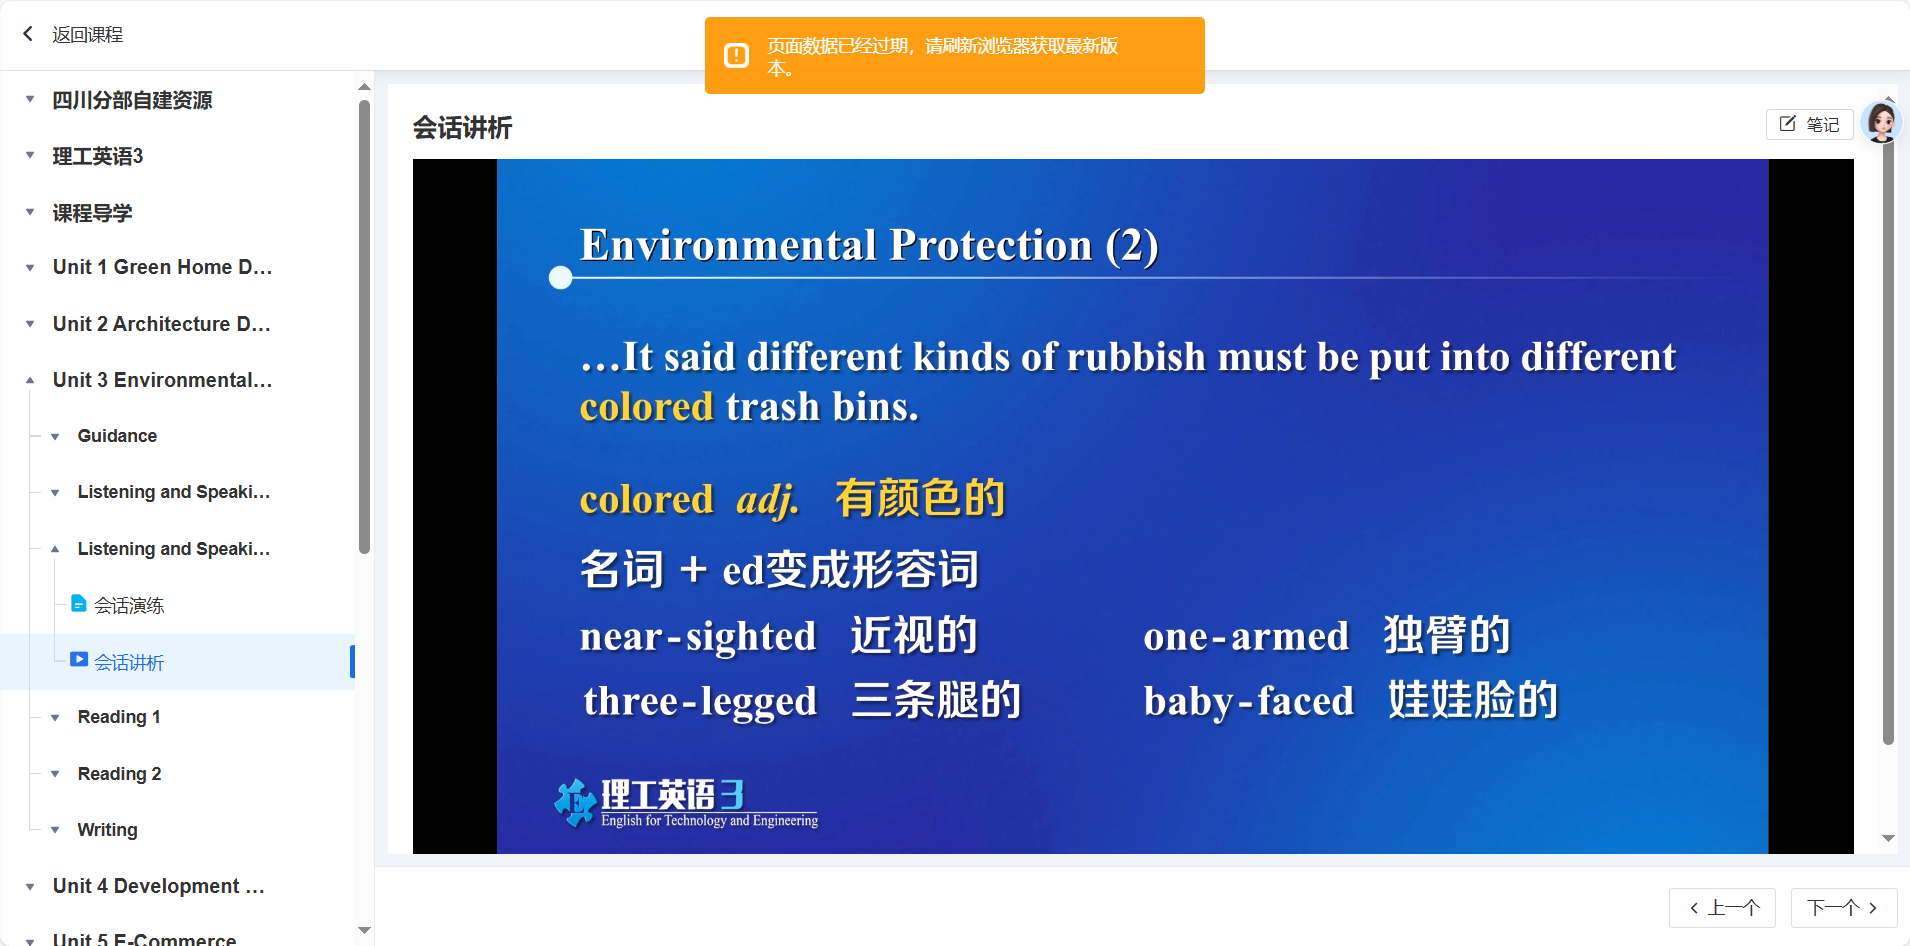 返回课程
页面数据已经过期，请刷新浏览器获取最新版
本。
四川分部自建资源
理工英语3
课程导学
Unit 1 Green Home D...
Unit 2 Architecture D...
Unit 3 Environmental...
Guidance
Listening and Speaki...
Listening and Speaki...
会话演练
会话讲析
Reading 1
Reading 2
Writing
Unit 4 Development ...
Unit 5 E-Commerce
会话讲析
笔记
Environmental Protection (2)
...It said different kinds of rubbish must be put into different
colored trash bins.
colored adj. 有颜色的
名词 + ed变成形容词
near-sighted 近视的 one-armed 独臂的
three-legged 三条腿的 baby-faced 娃娃脸的
理工英语3
English for Technology and Engineering
上一个 下一个